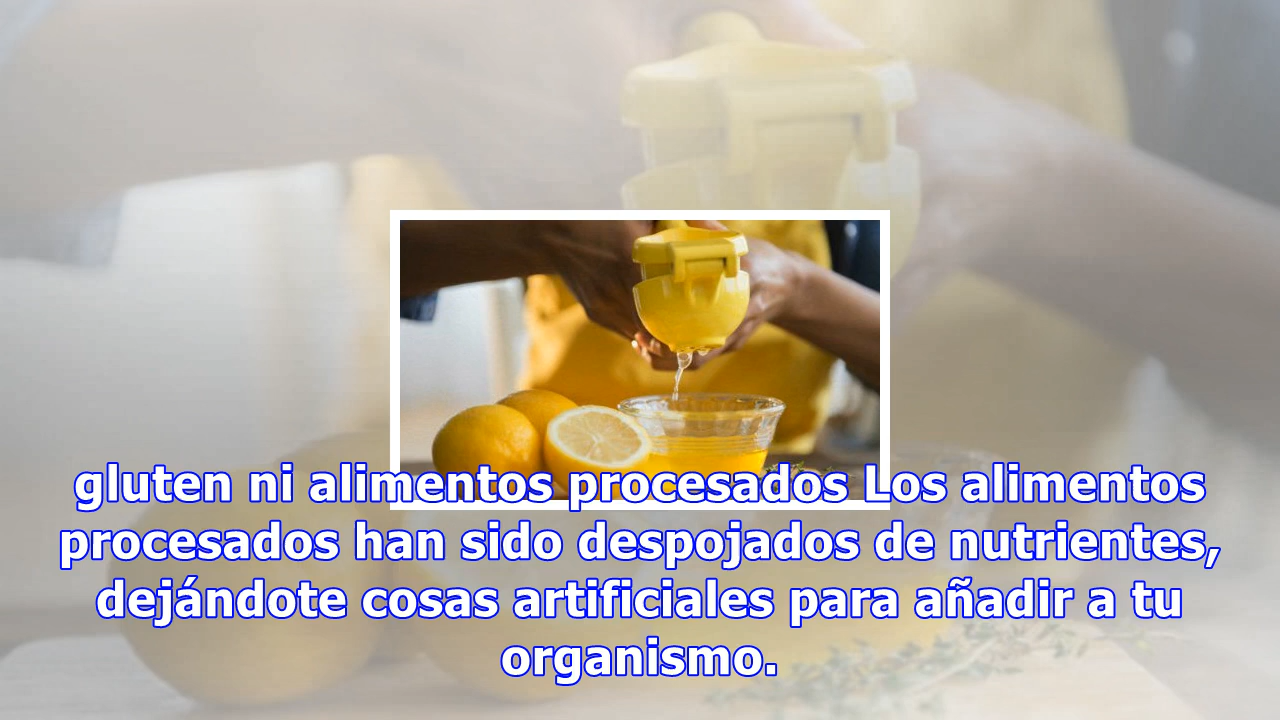 gluten ni alimentos procesados Los alimentos
procesados han sido despojados de nutrientes,
dejándote cosas artificiales para añadir a tu
organismo.